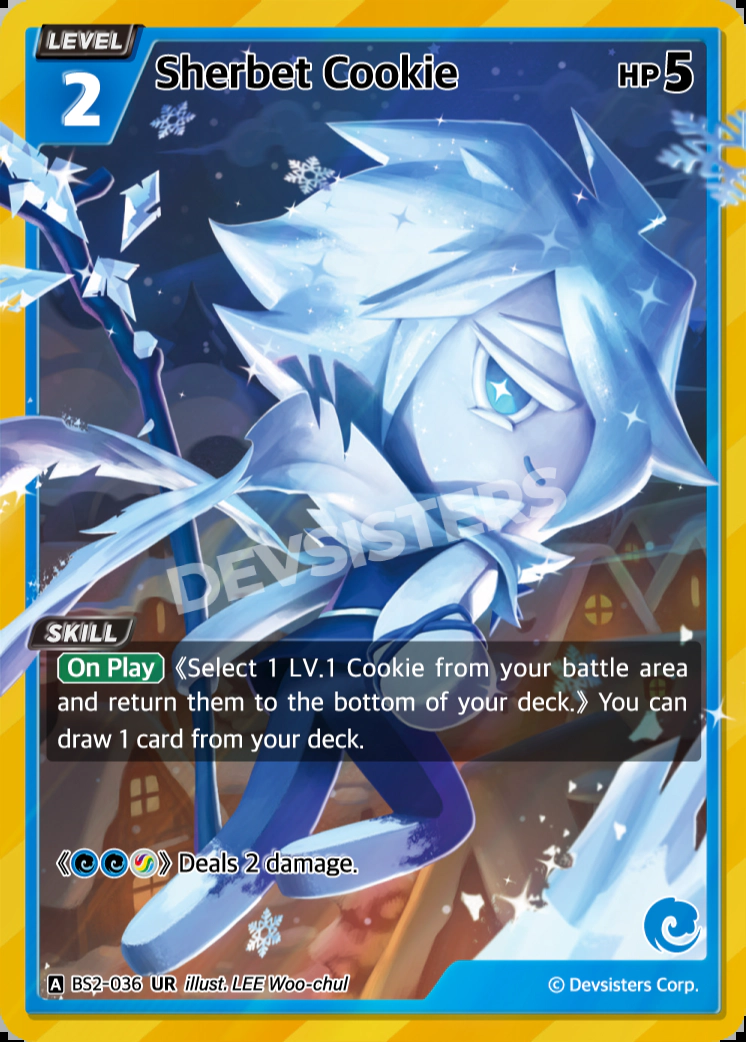 LEVEL
2
Sherbet Cookie
HP 5
DEVSISTERS
SKILL
On Play 《Select 1 LV.1 Cookie from your battle area
and return them to the bottom of your deck.》 You can
draw 1 card from your deck.
《》 Deals 2 damage.
A BS2-036 UR illust. LEE Woo-chul
© Devsisters Corp.